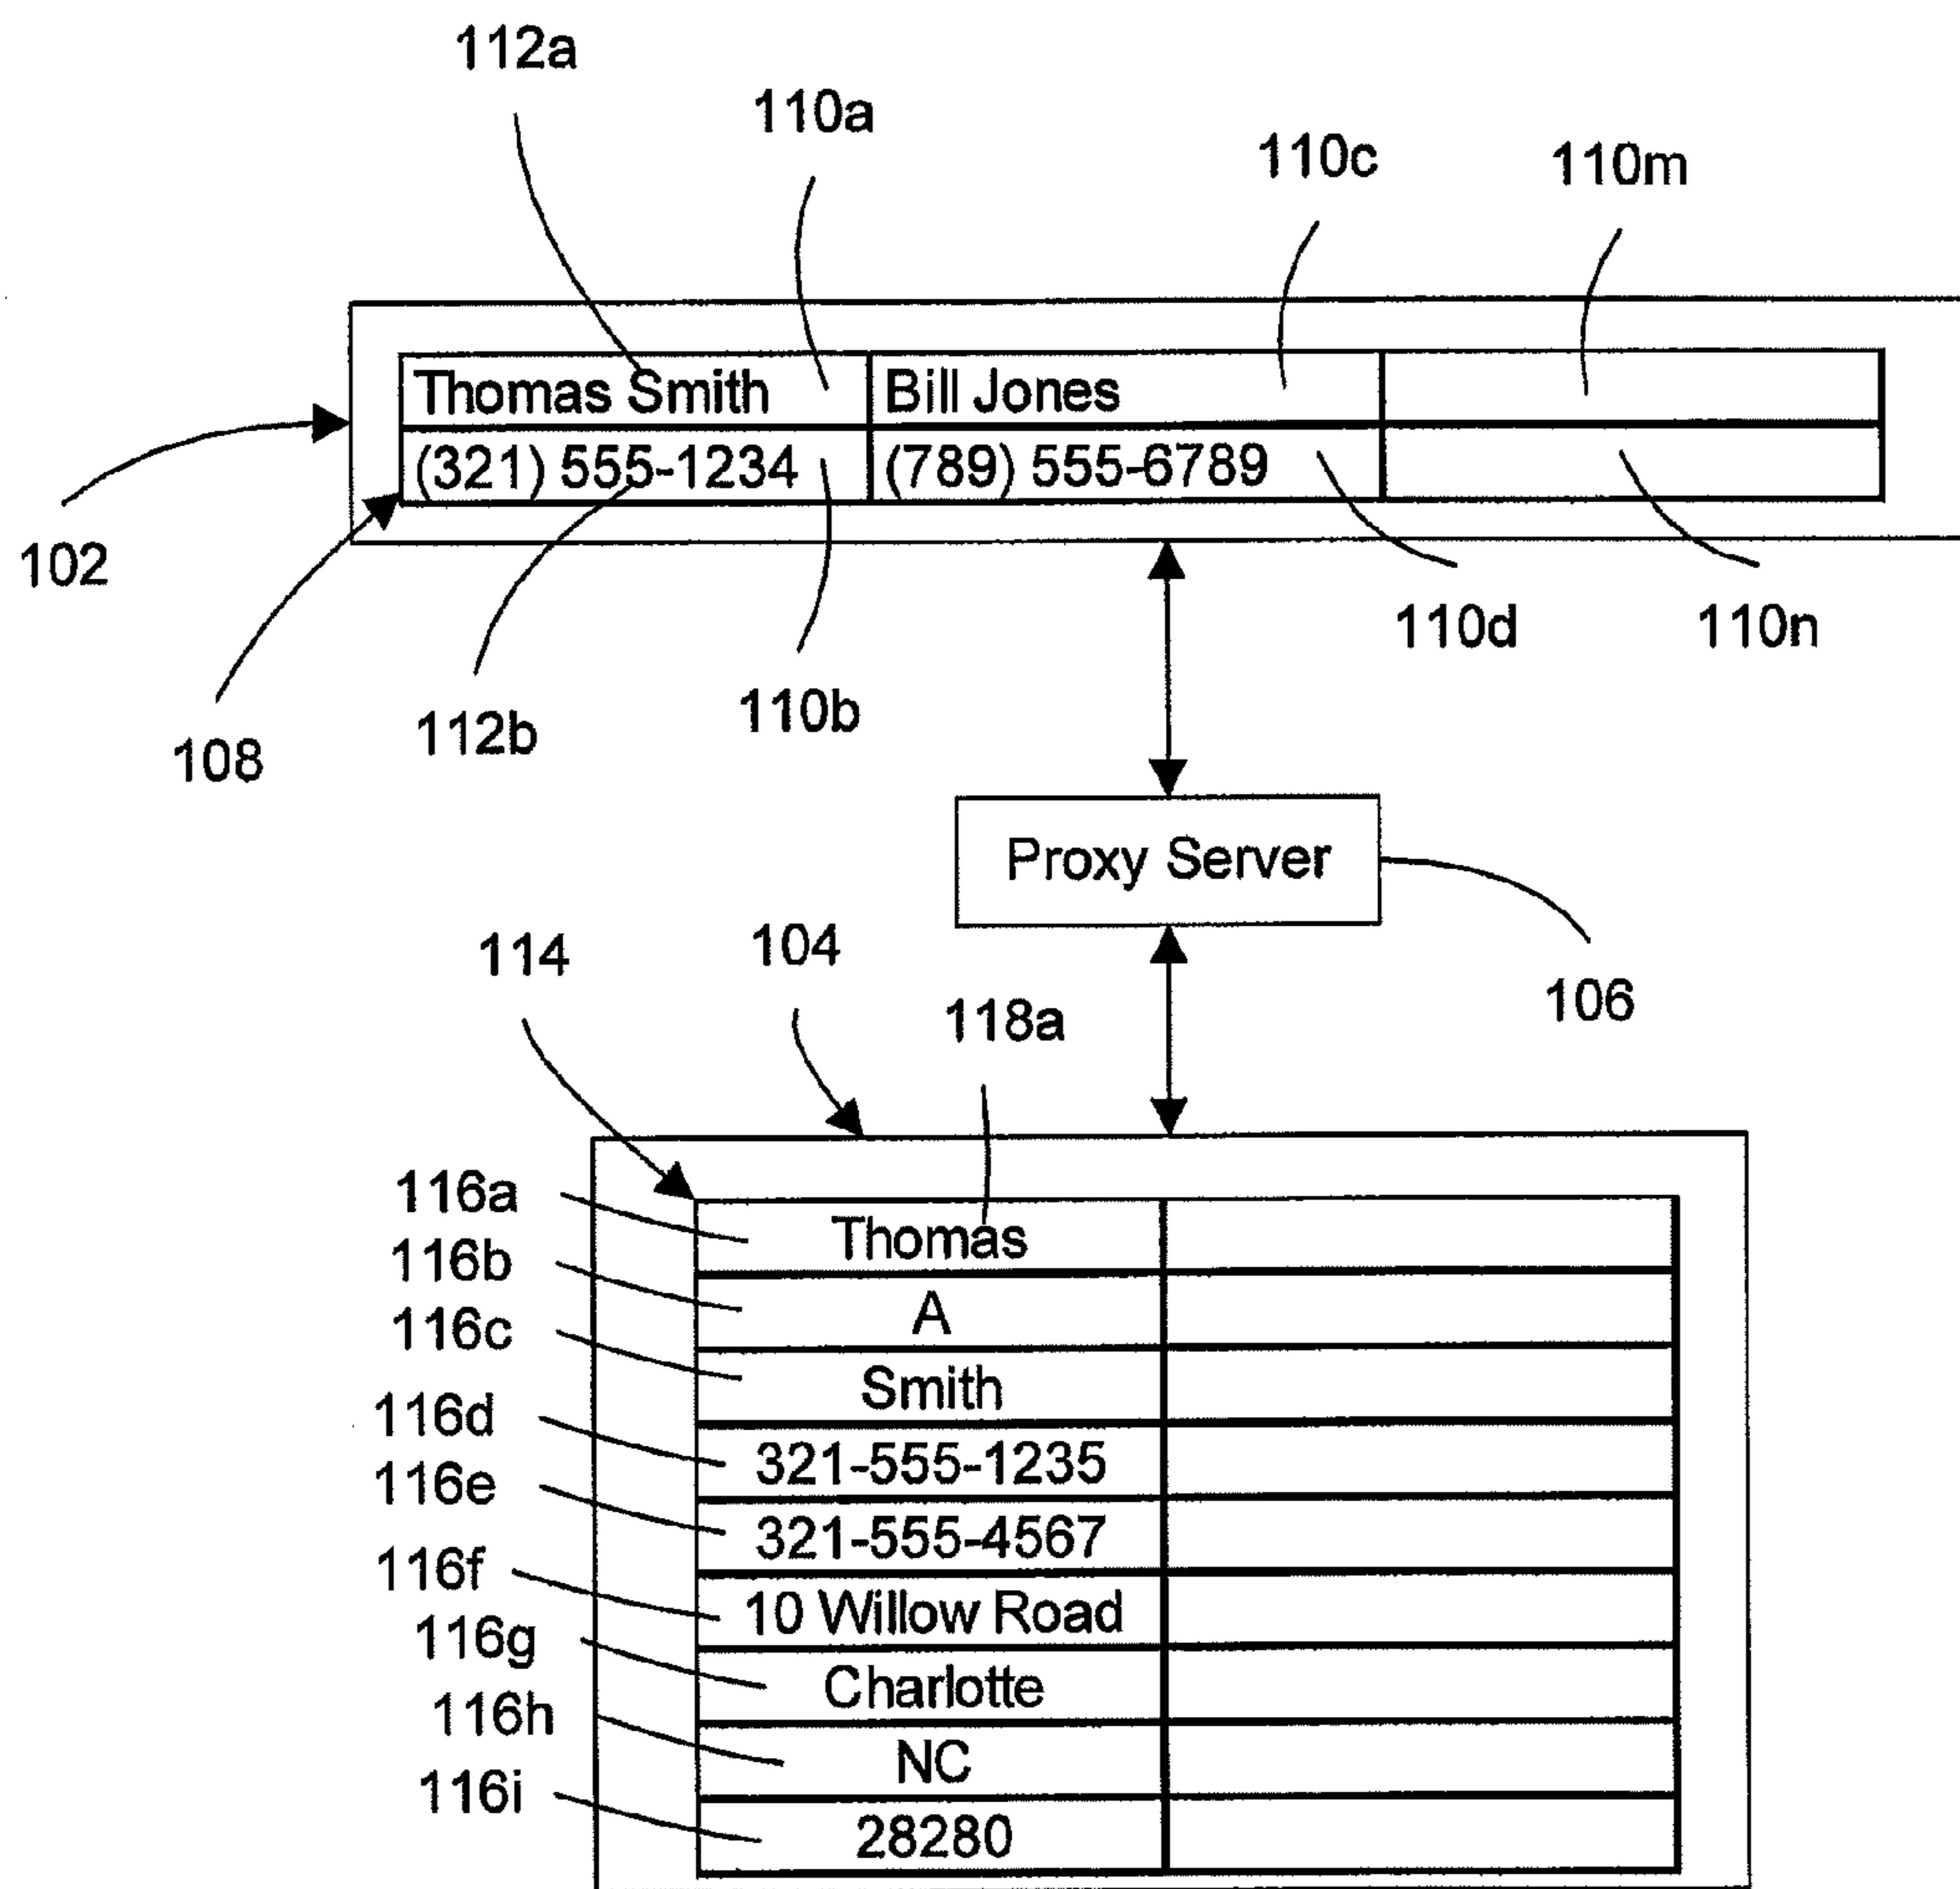 112a
110a
110c
110m
Thomas Smith
Bill Jones
(321) 555-1234
(789) 555-6789
102
108
112b
110b
110d
110n
Proxy Server
106
114
104
118a
116a
Thomas
116b
A
116c
Smith
116d
321-555-1235
116e
321-555-4567
116f
10 Willow Road
116g
Charlotte
116h
NC
116i
28280